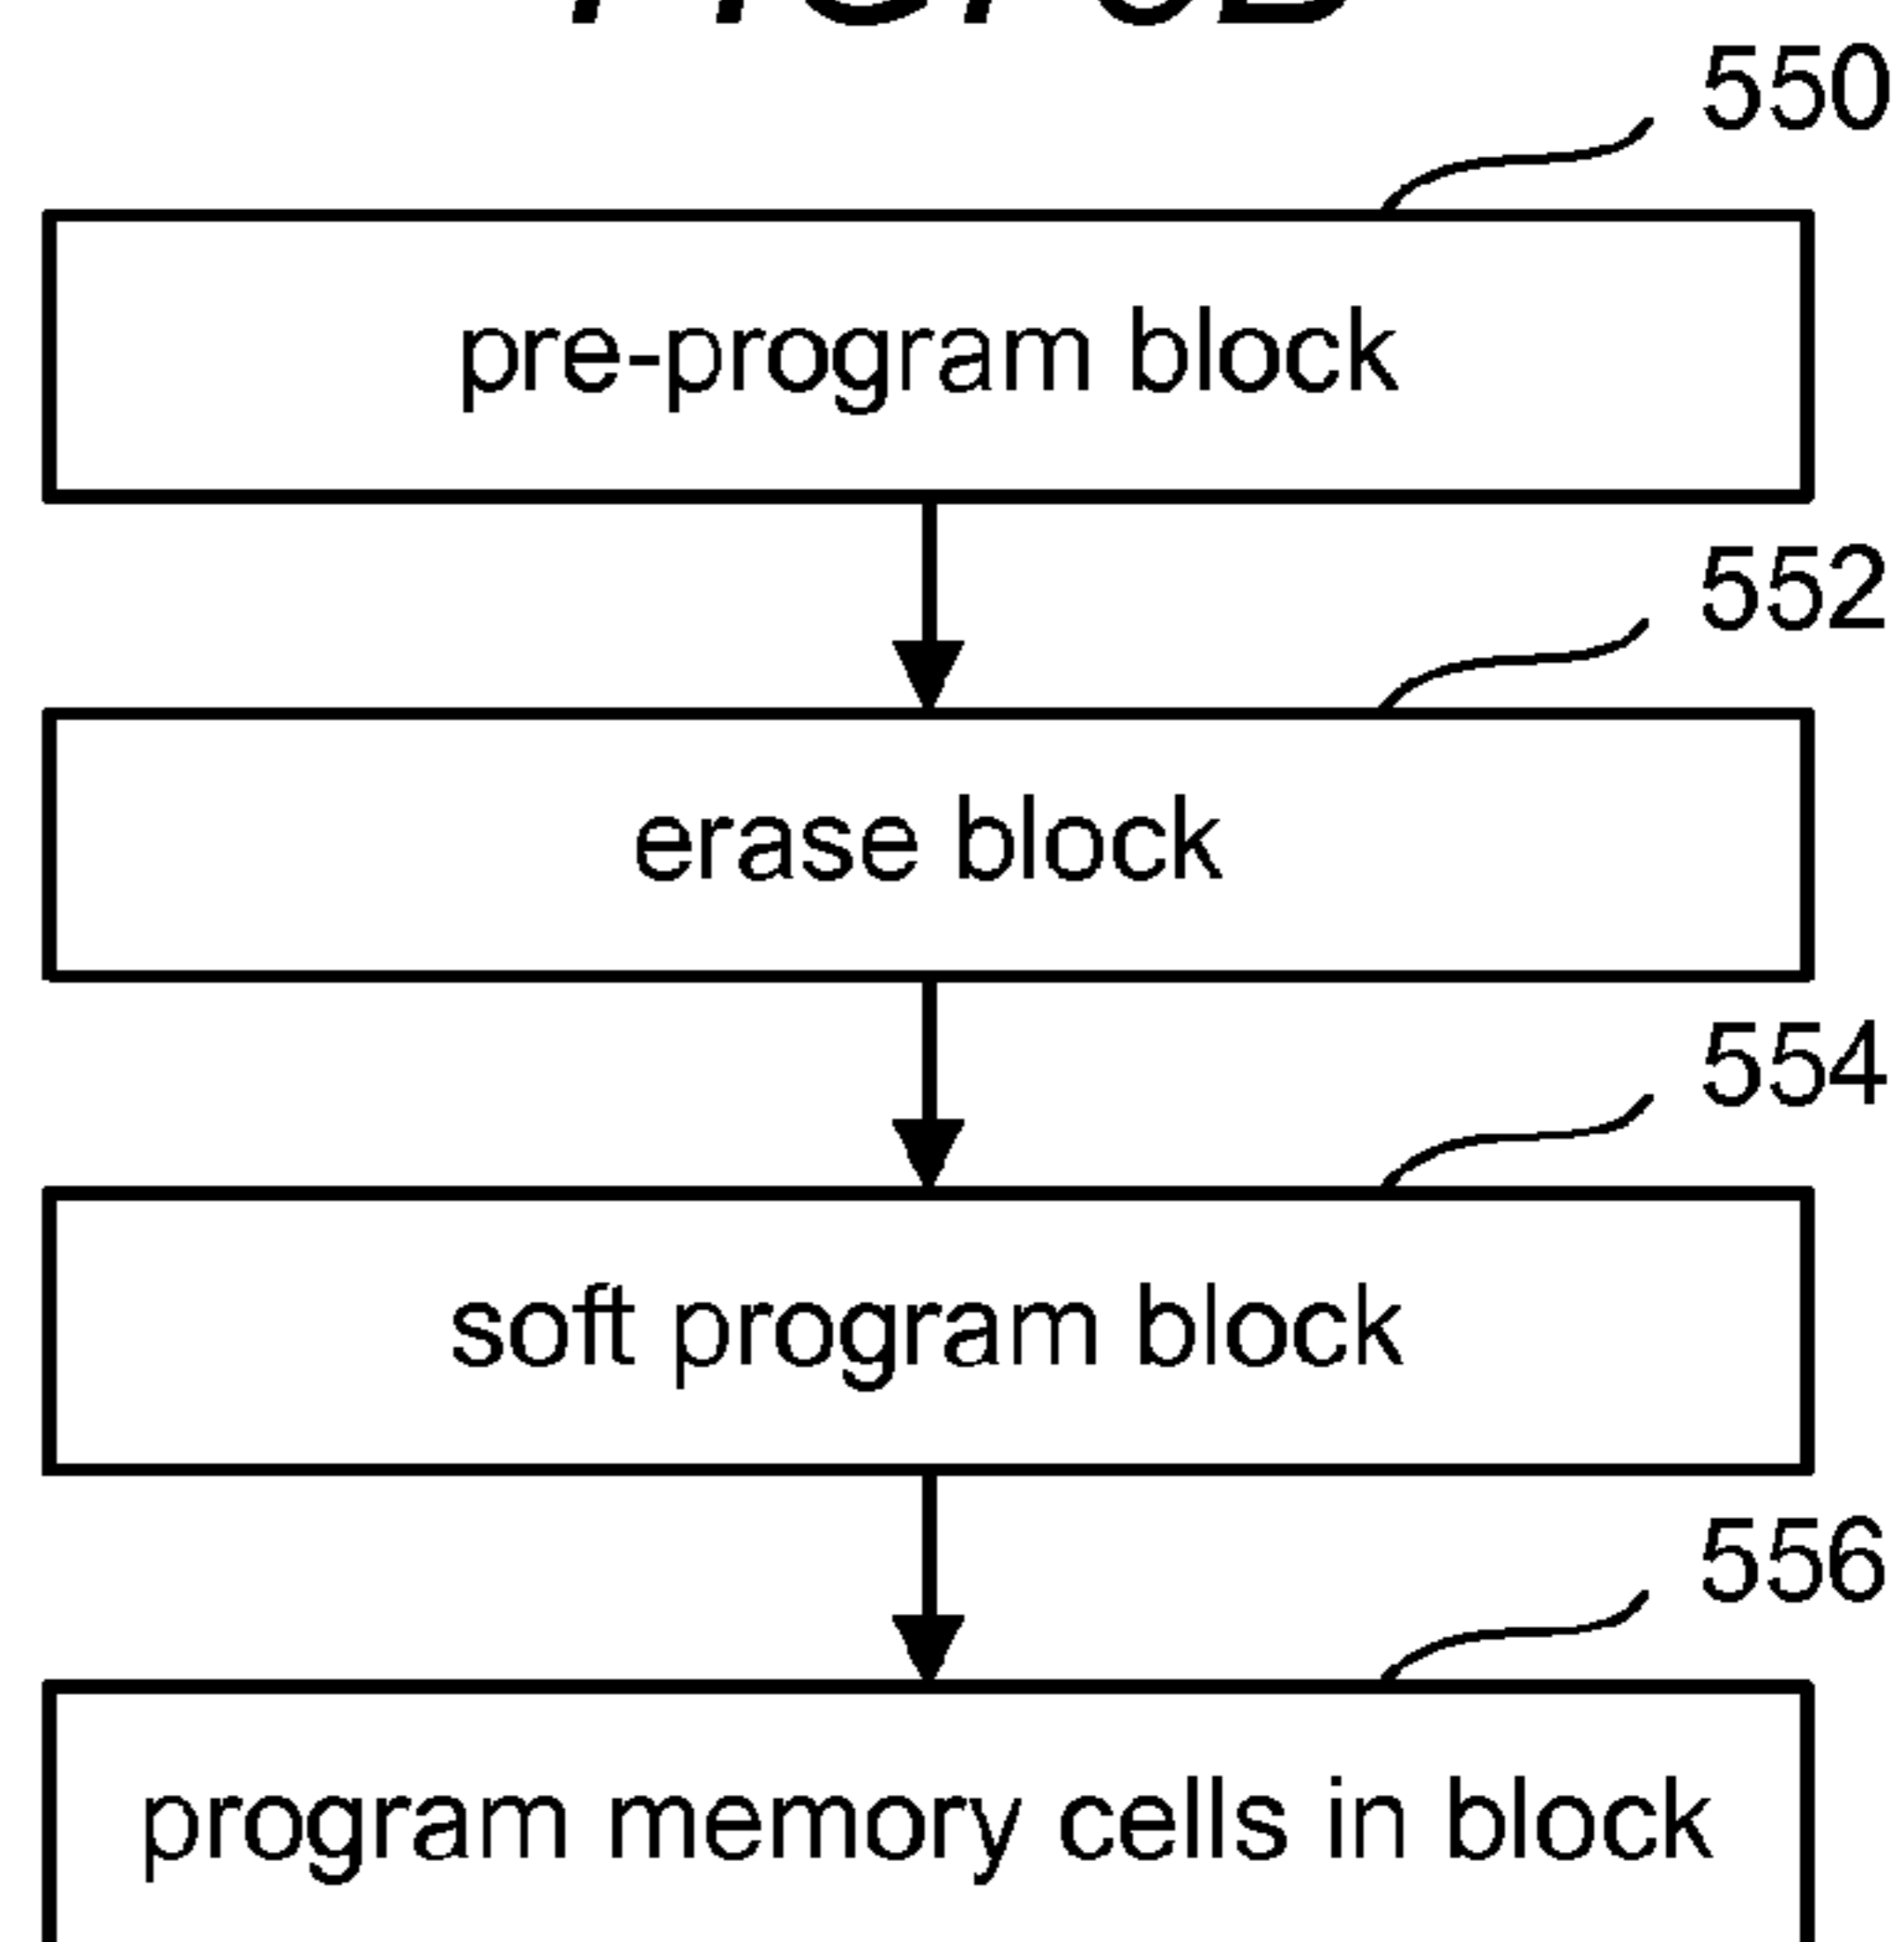 550
pre-program block
552
erase block
554
soft program block
556
program memory cells in block